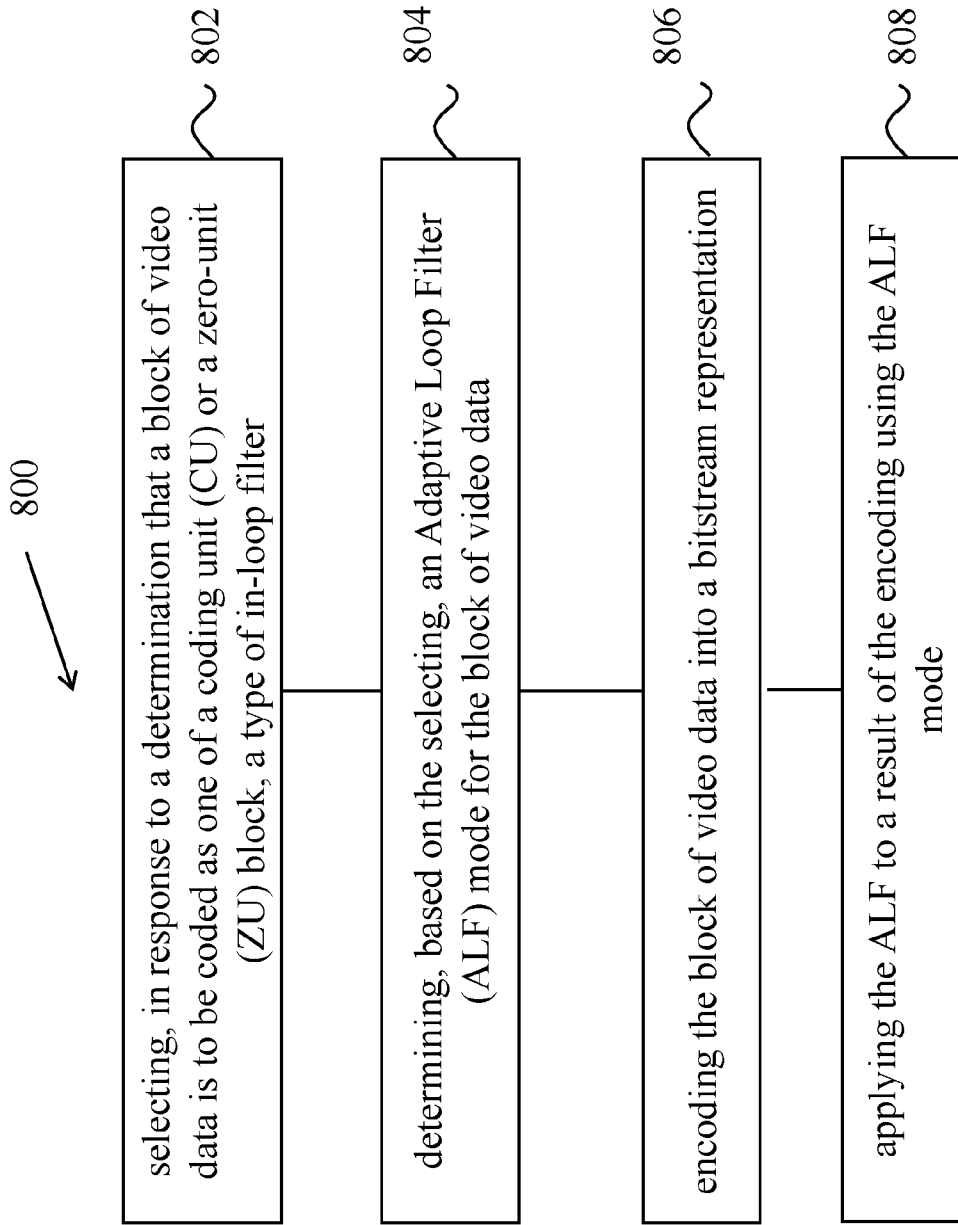 800
selecting, in response to a determination that a block of video
data is to be coded as one of a coding unit (CU) or a zero-unit
(ZU) block, a type of in-loop filter
802
determining, based on the selecting, an Adaptive Loop Filter
(ALF) mode for the block of video data
804
encoding the block of video data into a bitstream representation
806
applying the ALF to a result of the encoding using the ALF
mode
808